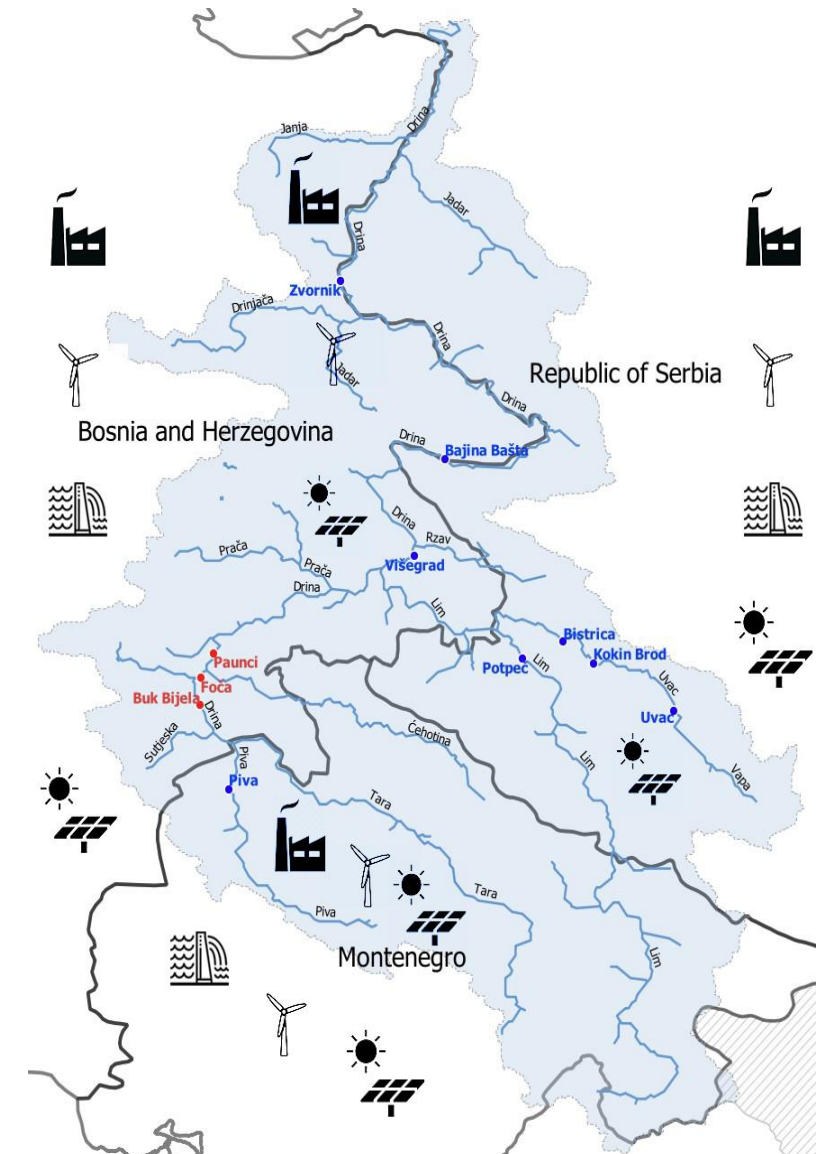 Drina
Janja
Jadar
Drina
Zvornik
Drinjača
Drina
Jadar
Republic of Serbia
Drina
Bosnia and Herzegovina
Drina
Bajina Bašta
Drina
Rzav
Prača
Višegrad
Prača
Drina
Lim
Bistrica
Paunci
Kokin Brod
Potpeć
Lim
Foča
Uvac
Buk Bijela
Drina
Uvac
Ćehotina
Sutjeska
Piva
Lim
Vapa
Piva
Tara
Tara
Piva
Montenegro
Lim